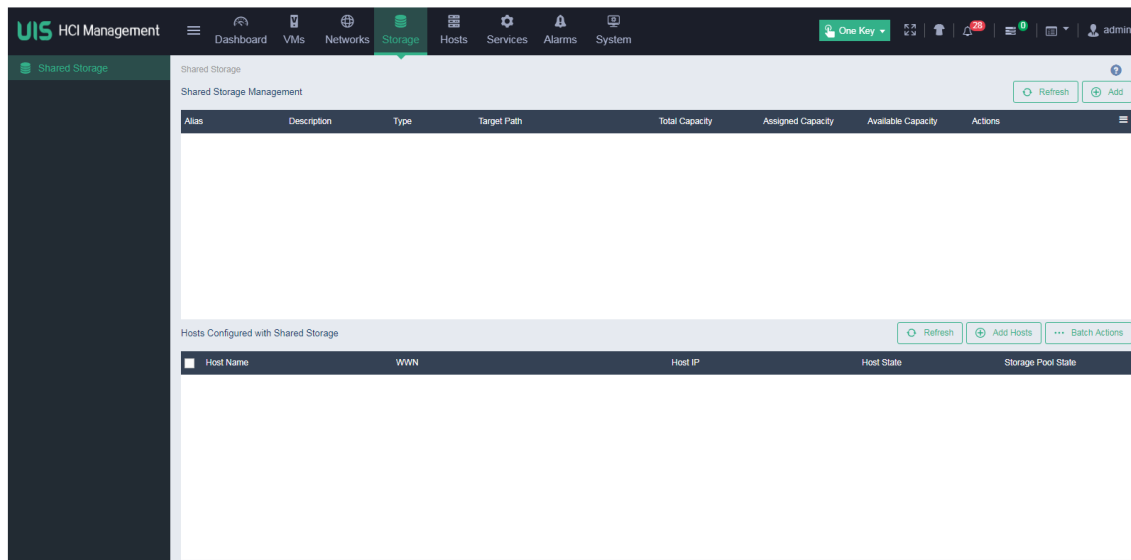 UIS HCI Management
Dashboard VMs Networks Storage Hosts Services Alarms System
One Key 28 0 admin
Shared Storage
Shared Storage
Shared Storage Management
Refresh Add
Alias Description Type Target Path Total Capacity Assigned Capacity Available Capacity Actions
Hosts Configured with Shared Storage
Refresh Add Hosts ··· Batch Actions
Host Name WWN Host IP Host State Storage Pool State